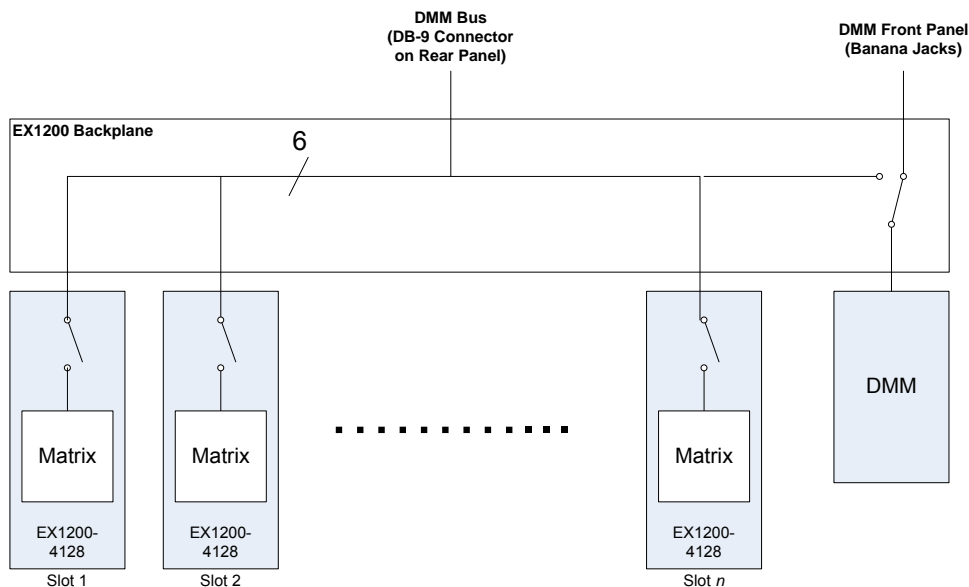 DMM Bus
(DB-9 Connector
on Rear Panel)
DMM Front Panel
(Banana Jacks)
EX1200 Backplane
6
Matrix
EX1200-
4128
Slot 1
Matrix
EX1200-
4128
Slot 2
Matrix
EX1200-
4128
Slot n
DMM